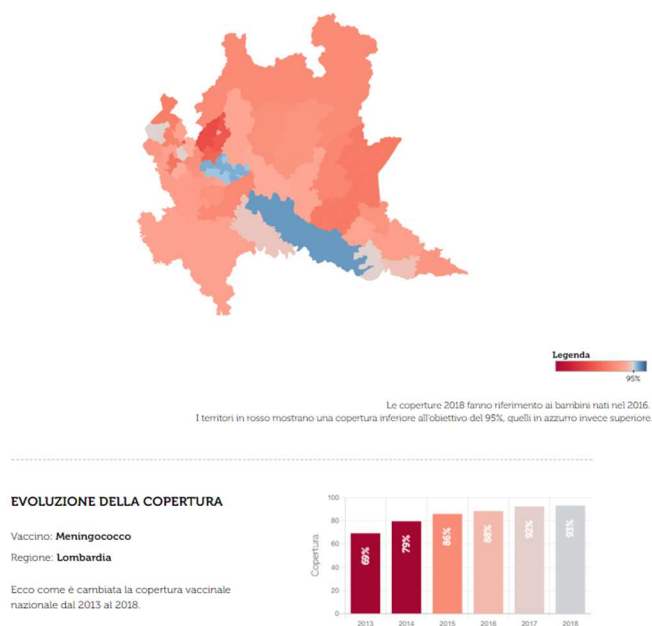 Legenda
95%
Le coperture 2018 fanno riferimento ai bambini nati nel 2016.
I territori in rosso mostrano una copertura inferiore all'obiettivo del 95%, quelli in azzurro invece superiore.
EVOLUZIONE DELLA COPERTURA
Vaccino: Meningococco
Regione: Lombardia
Ecco come è cambiata la copertura vaccinale
nazionale dal 2013 al 2018.
Copertura
100
80
60
40
20
0
69%
79%
86%
88%
92%
93%
2013
2014
2015
2016
2017
2018